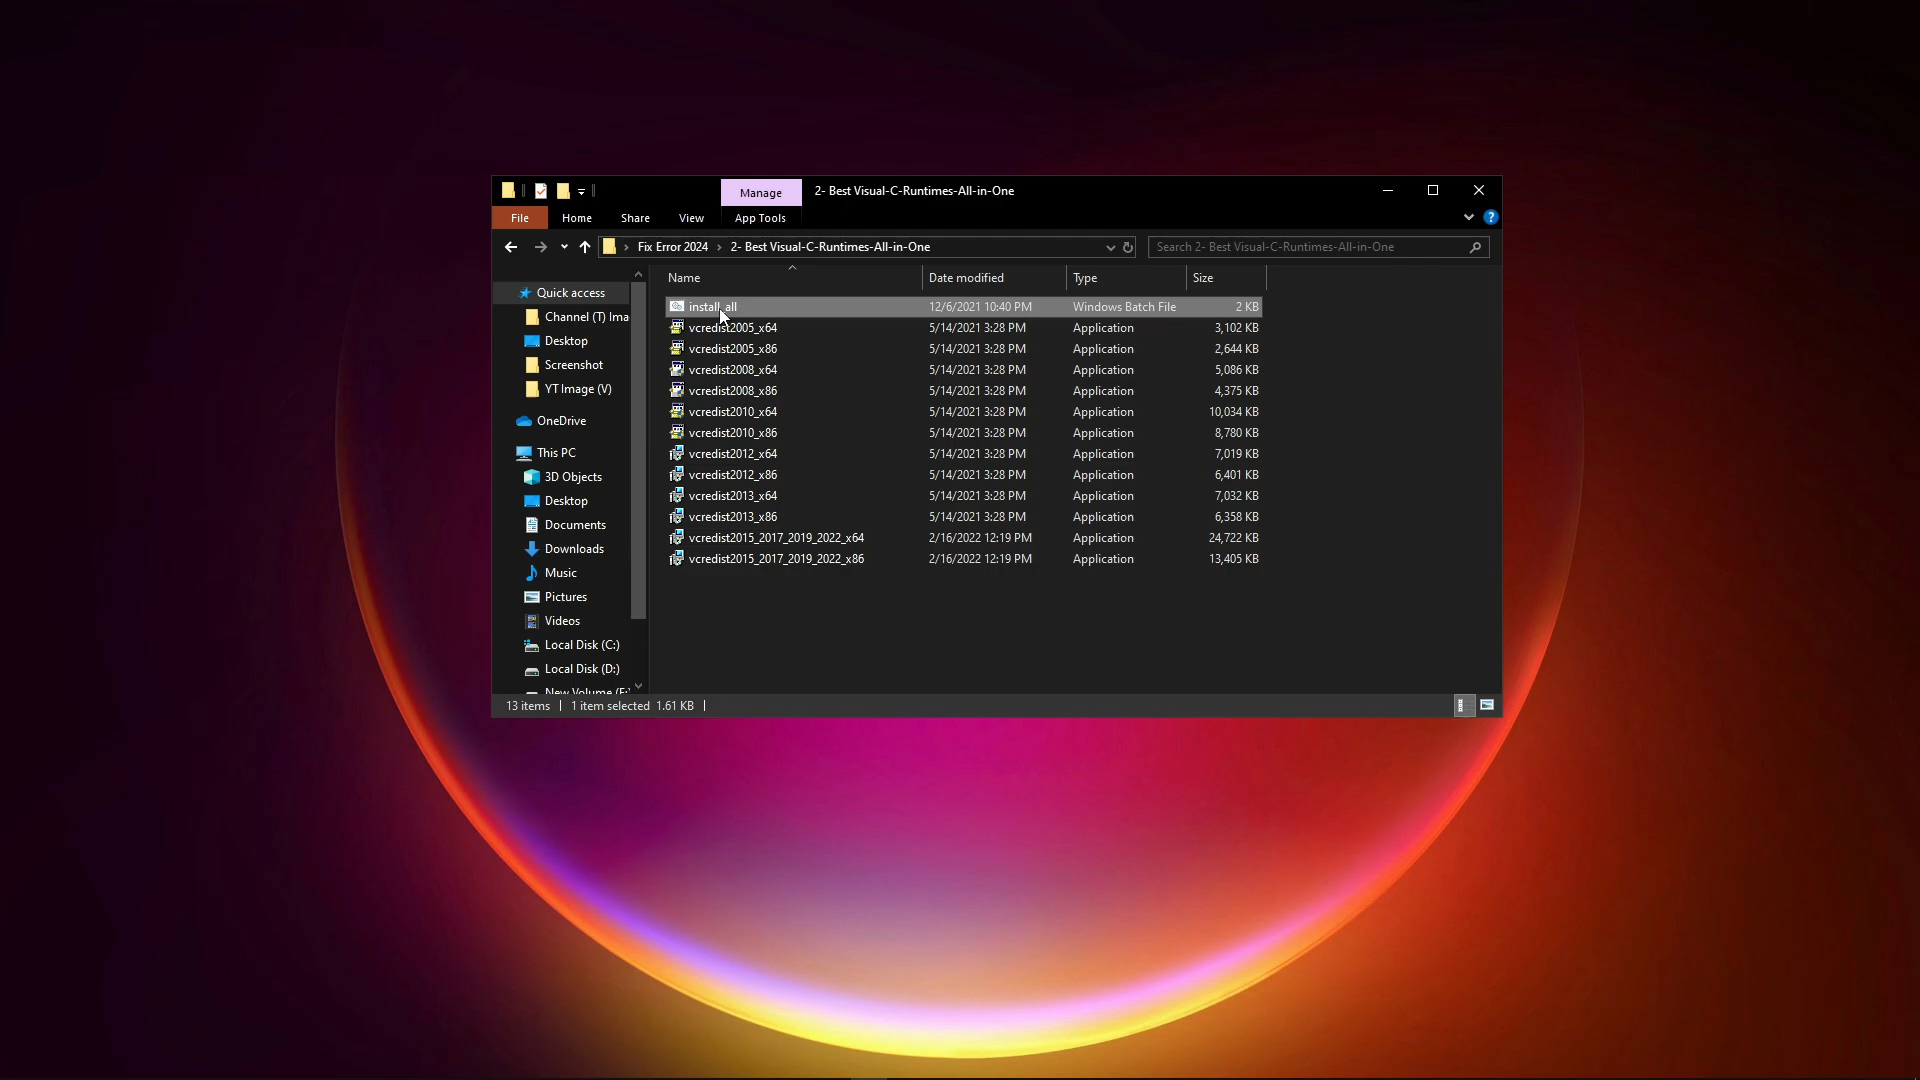 Manage
2- Best Visual-C-Runtimes-All-in-One
File Home Share View App Tools
Fix Error 2024 2- Best Visual-C-Runtimes-All-in-One
Search 2- Best Visual-C-Runtimes-All-in-One
Name Date modified Type Size
Quick access
Channel (T) Ima
Desktop
Screenshot
YT Image (V)
OneDrive
This PC
3D Objects
Desktop
Documents
Downloads
Music
Pictures
Videos
Local Disk (C:)
Local Disk (D:)
New Volume (F:)
install_all 12/6/2021 10:40 PM Windows Batch File 2 KB
vcredist2005_x64 5/14/2021 3:28 PM Application 3,102 KB
vcredist2005_x86 5/14/2021 3:28 PM Application 2,644 KB
vcredist2008_x64 5/14/2021 3:28 PM Application 5,086 KB
vcredist2008_x86 5/14/2021 3:28 PM Application 4,375 KB
vcredist2010_x64 5/14/2021 3:28 PM Application 10,034 KB
vcredist2010_x86 5/14/2021 3:28 PM Application 8,780 KB
vcredist2012_x64 5/14/2021 3:28 PM Application 7,019 KB
vcredist2012_x86 5/14/2021 3:28 PM Application 6,401 KB
vcredist2013_x64 5/14/2021 3:28 PM Application 7,032 KB
vcredist2013_x86 5/14/2021 3:28 PM Application 6,358 KB
vcredist2015_2017_2019_2022_x64 2/16/2022 12:19 PM Application 24,722 KB
vcredist2015_2017_2019_2022_x86 2/16/2022 12:19 PM Application 13,405 KB
13 items 1 item selected 1.61 KB